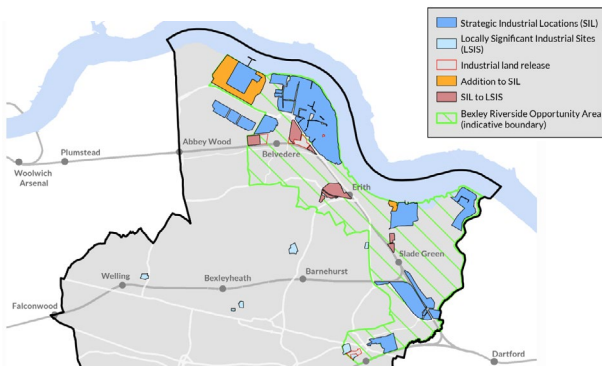 Strategic Industrial Locations (SIL)
Locally Significant Industrial Sites
(LSIS)
Industrial land release
Addition to SIL
SIL to LSIS
Bexley Riverside Opportunity Area
(indicative boundary)
Abbey Wood
Plumstead
Belvedere
Woolwich
Arsenal
Erith
Slade Green
Barnehurst
Welling
Bexleyheath
Falconwood
Dartford